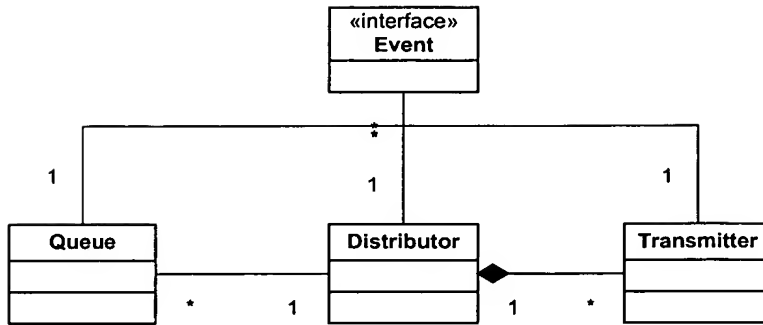 «interface»
Event
*
*
1
1
1
Queue
Distributor
Transmitter
*
1
1
*